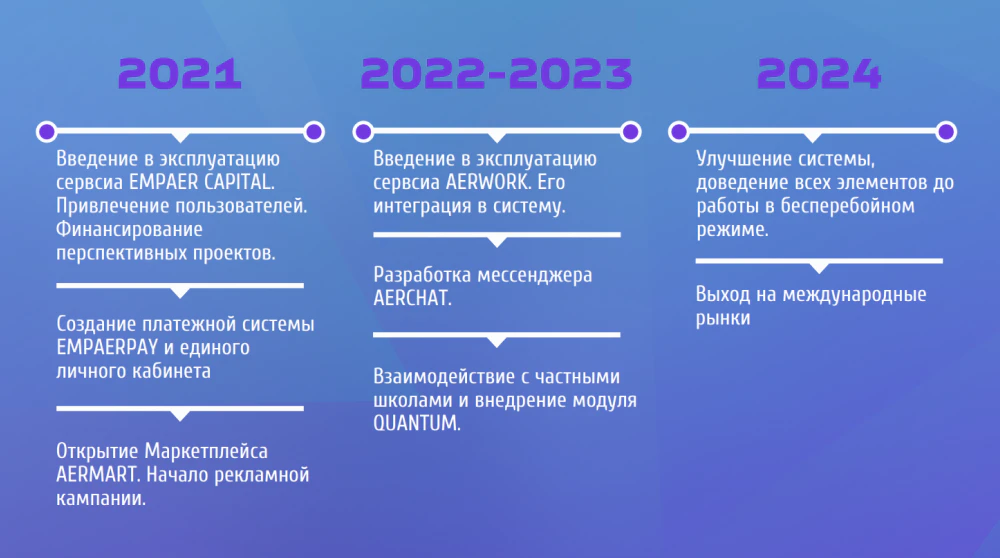 2021
Введение в эксплуатацию
сервсиа EMPAER CAPITAL.
Привлечение пользователей.
Финансирование
перспективных проектов.
Создание платежной системы
EMPAERPAY и единого
личного кабинета
Открытие Маркетплейса
AERMART. Начало рекламной
кампании.
2022-2023
Введение в эксплуатацию
сервсиа AERWORK. Его
интеграция в систему.
Разработка мессенджера
AERCHAT.
Взаимодействие с частными
школами и внедрение модуля
QUANTUM.
2024
Улучшение системы,
доведение всех элементов до
работы в бесперебойном
режиме.
Выход на международные
рынки